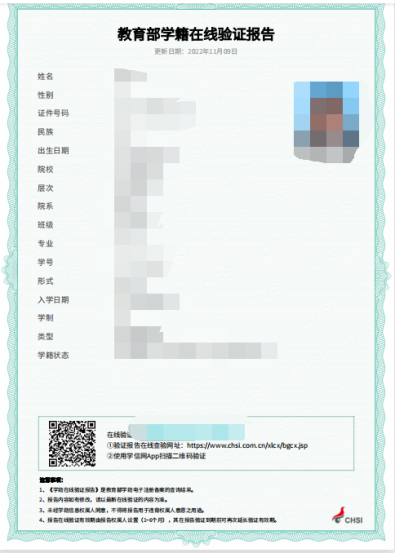 教育部学籍在线验证报告
更新日期：2022年11月09日
姓名
性别
证件号码
民族
出生日期
院校
层次
院系
班级
专业
学号
形式
入学日期
学制
类型
学籍状态
在线验证
①验证报告在线查验网址：https://www.chsi.com.cn/xlcx/bgcx.jsp
②使用学信网App扫描二维码验证
注意事项：
1、《学籍在线验证报告》是教育部学籍电子注册备案的查询结果。
2、报告内容如有修改，请以最新在线验证的内容为准。
3、未经学籍信息权属人同意，不得将报告用于违背权属人意愿之用途。
4、报告在线验证有效期由报告权属人设置（1~6个月），其在报告验证到期前可再次延长验证有效期。
CHSI